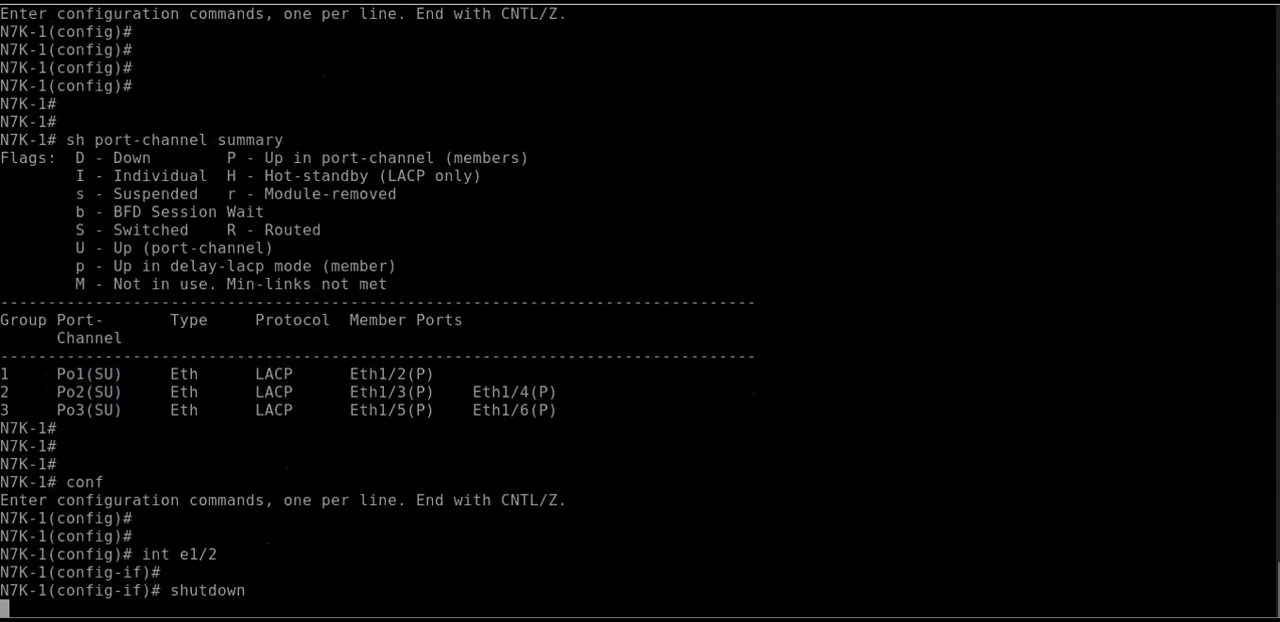 Enter configuration commands, one per line. End with CNTL/Z.
N7K-1(config)#
N7K-1(config)#
N7K-1(config)#
N7K-1(config)#
N7K-1#
N7K-1#
N7K-1# sh port-channel summary
Flags:  D - Down        P - Up in port-channel (members)
        I - Individual  H - Hot-standby (LACP only)
        s - Suspended   r - Module-removed
        b - BFD Session Wait
        S - Switched    R - Routed
        U - Up (port-channel)
        p - Up in delay-lacp mode (member)
        M - Not in use. Min-links not met
--------------------------------------------------------------------------------
Group Port-       Type     Protocol  Member Ports
      Channel
--------------------------------------------------------------------------------
1     Po1(SU)     Eth      LACP      Eth1/2(P)
2     Po2(SU)     Eth      LACP      Eth1/3(P)    Eth1/4(P)
3     Po3(SU)     Eth      LACP      Eth1/5(P)    Eth1/6(P)
N7K-1#
N7K-1#
N7K-1#
N7K-1# conf
Enter configuration commands, one per line. End with CNTL/Z.
N7K-1(config)#
N7K-1(config)#
N7K-1(config)# int e1/2
N7K-1(config-if)#
N7K-1(config-if)# shutdown